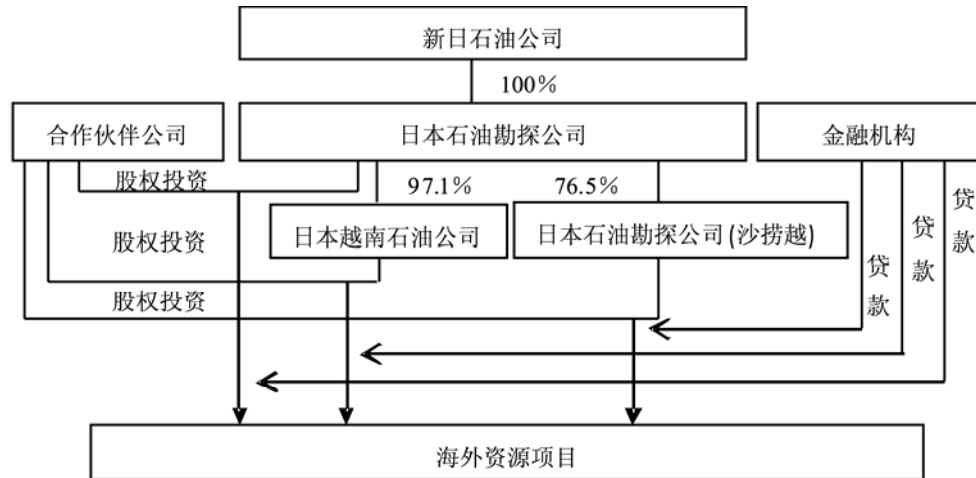 新日石油公司
100%
合作伙伴公司
日本石油勘探公司
金融机构
股权投资
97.1%
76.5%
贷款
日本越南石油公司
日本石油勘探公司(沙捞越)
股权投资
贷款
贷款
股权投资
海外资源项目